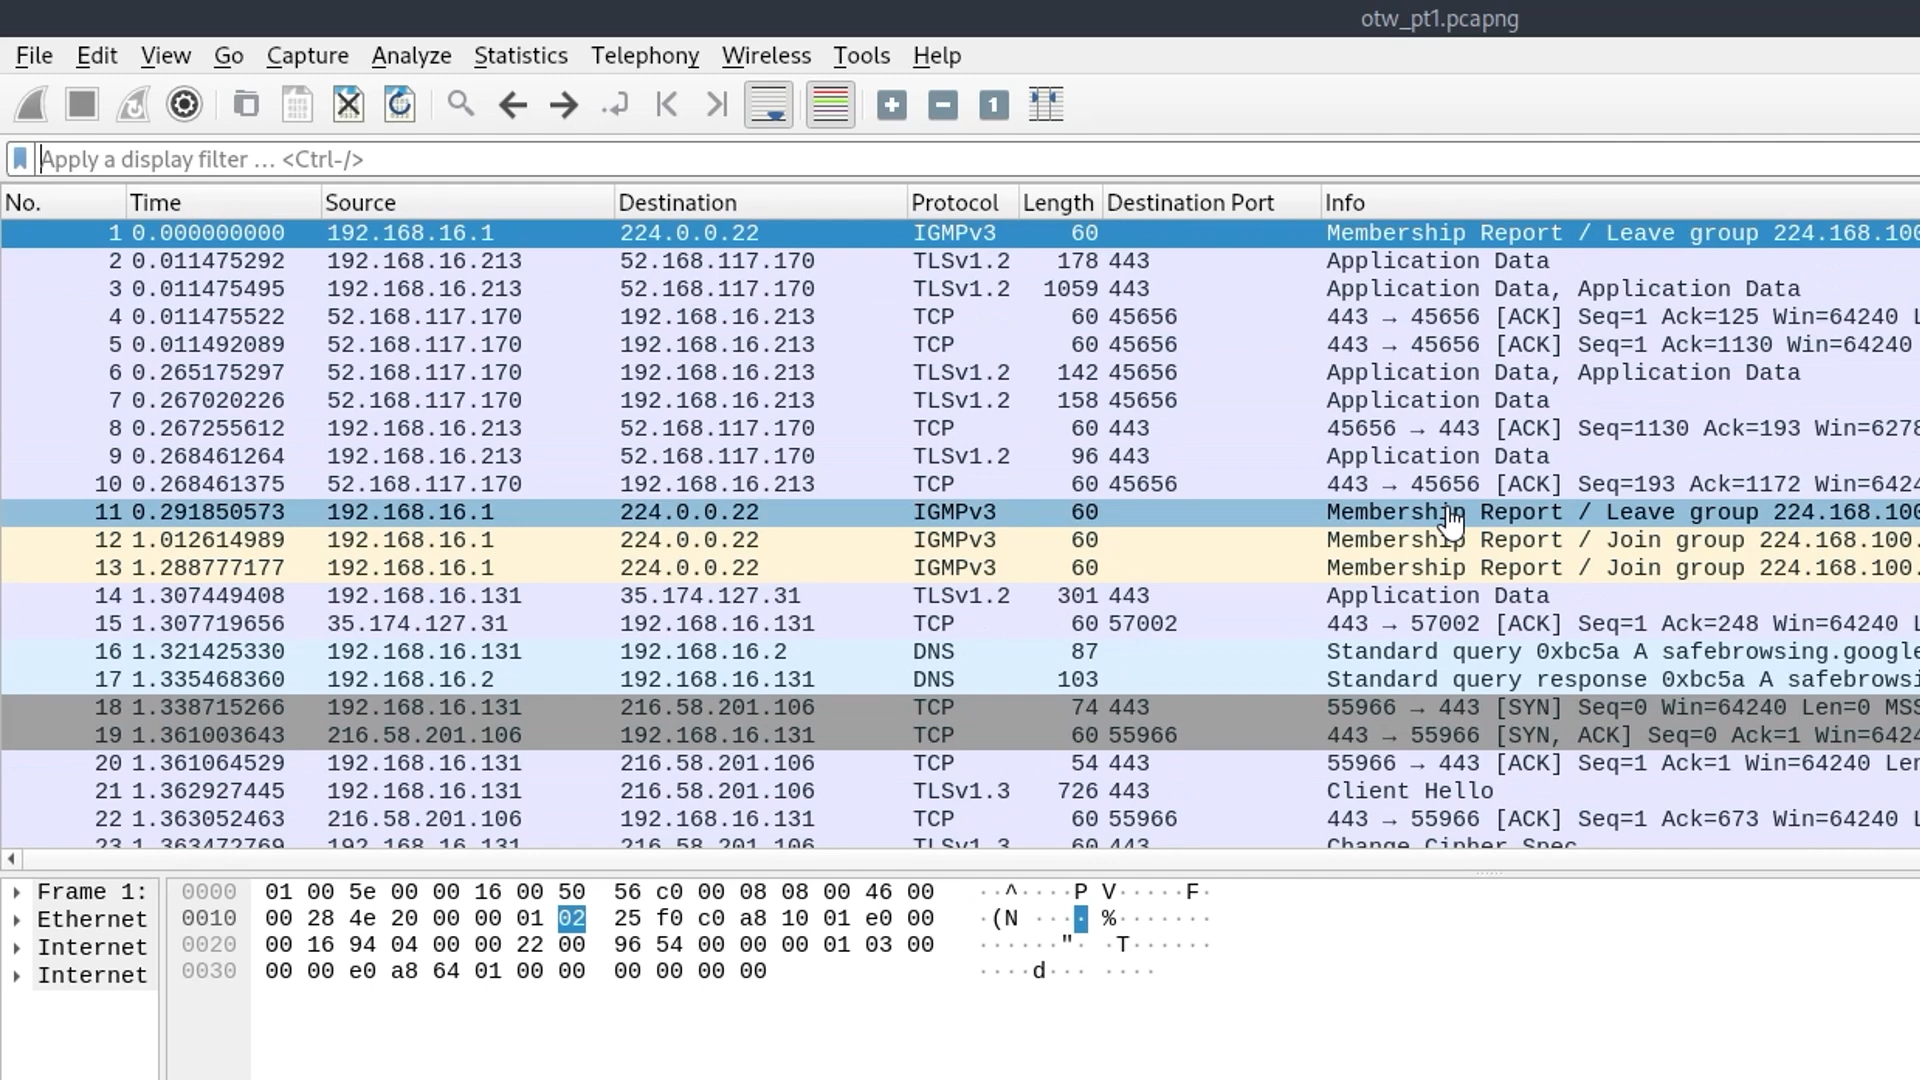 otw_pt1.pcapng
File Edit View Go Capture Analyze Statistics Telephony Wireless Tools Help
Apply a display filter … <Ctrl-/>
No. Time Source Destination Protocol Length Destination Port Info
1 0.000000000 192.168.16.1 224.0.0.22 IGMPv3 60 Membership Report / Leave group 224.168.100
2 0.011475292 192.168.16.213 52.168.117.170 TLSv1.2 178 443 Application Data
3 0.011475495 192.168.16.213 52.168.117.170 TLSv1.2 1059 443 Application Data, Application Data
4 0.011475522 52.168.117.170 192.168.16.213 TCP 60 45656 443 → 45656 [ACK] Seq=1 Ack=125 Win=64240 L
5 0.011492089 52.168.117.170 192.168.16.213 TCP 60 45656 443 → 45656 [ACK] Seq=1 Ack=1130 Win=64240
6 0.265175297 52.168.117.170 192.168.16.213 TLSv1.2 142 45656 Application Data, Application Data
7 0.267020226 52.168.117.170 192.168.16.213 TLSv1.2 158 45656 Application Data
8 0.267255612 192.168.16.213 52.168.117.170 TCP 60 443 45656 → 443 [ACK] Seq=1130 Ack=193 Win=6278
9 0.268461264 192.168.16.213 52.168.117.170 TLSv1.2 96 443 Application Data
10 0.268461375 52.168.117.170 192.168.16.213 TCP 60 45656 443 → 45656 [ACK] Seq=193 Ack=1172 Win=6424
11 0.291850573 192.168.16.1 224.0.0.22 IGMPv3 60 Membership Report / Leave group 224.168.100
12 1.012614989 192.168.16.1 224.0.0.22 IGMPv3 60 Membership Report / Join group 224.168.100.
13 1.288777177 192.168.16.1 224.0.0.22 IGMPv3 60 Membership Report / Join group 224.168.100.
14 1.307449408 192.168.16.131 35.174.127.31 TLSv1.2 301 443 Application Data
15 1.307719656 35.174.127.31 192.168.16.131 TCP 60 57002 443 → 57002 [ACK] Seq=1 Ack=248 Win=64240 L
16 1.321425330 192.168.16.131 192.168.16.2 DNS 87 Standard query 0xbc5a A safebrowsing.google
17 1.335468360 192.168.16.2 192.168.16.131 DNS 103 Standard query response 0xbc5a A safebrowsi
18 1.338715266 192.168.16.131 216.58.201.106 TCP 74 443 55966 → 443 [SYN] Seq=0 Win=64240 Len=0 MSS
19 1.361003643 216.58.201.106 192.168.16.131 TCP 60 55966 443 → 55966 [SYN, ACK] Seq=0 Ack=1 Win=6424
20 1.361064529 192.168.16.131 216.58.201.106 TCP 54 443 55966 → 443 [ACK] Seq=1 Ack=1 Win=64240 Len
21 1.362927445 192.168.16.131 216.58.201.106 TLSv1.3 726 443 Client Hello
22 1.363052463 216.58.201.106 192.168.16.131 TCP 60 55966 443 → 55966 [ACK] Seq=1 Ack=673 Win=64240 L
23 1.363472769 192.168.16.131 216.58.201.106 TLSv1.3 60 443 Change Cipher Spec
Frame 1: 0000 01 00 5e 00 00 16 00 50 56 c0 00 08 08 00 46 00 ··^····P V·····F·
Ethernet 0010 00 28 4e 20 00 00 01 02 25 f0 c0 a8 10 01 e0 00 ·(N ···· %·······
Internet 0020 00 16 94 04 00 00 22 00 96 54 00 00 00 01 03 00 ······"· ·T······
Internet 0030 00 00 e0 a8 64 01 00 00 00 00 00 00 ····d··· ····